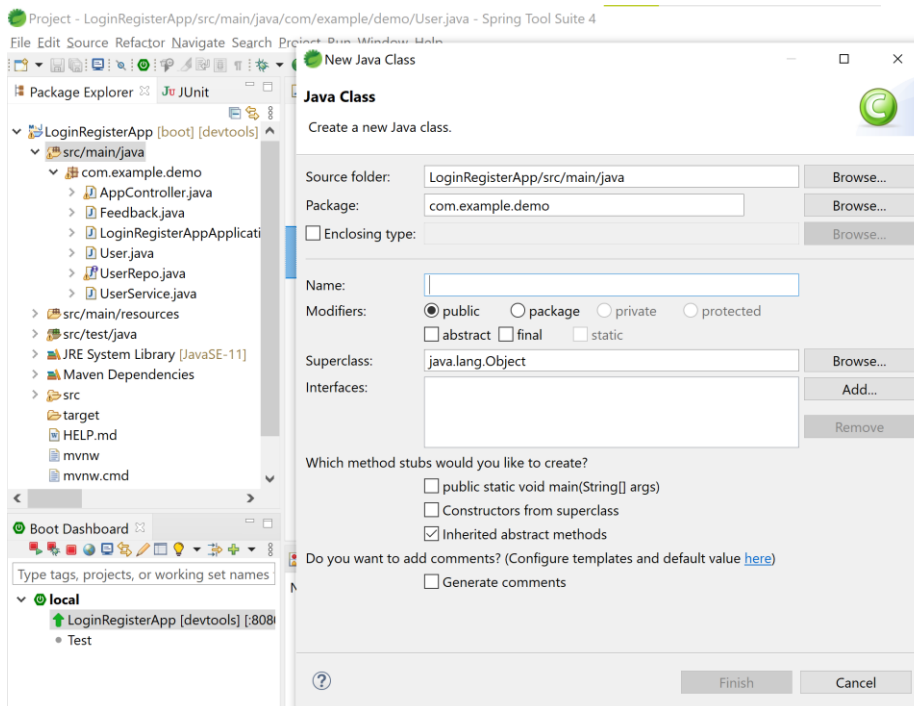 Project - LoginRegisterApp/src/main/java/com/example/demo/User.java - Spring Tool Suite 4
File Edit Source Refactor Navigate Search Project Run Window Help
Package Explorer
JUnit
LoginRegisterApp [boot] [devtools]
src/main/java
com.example.demo
AppController.java
Feedback.java
LoginRegisterAppApplicati
User.java
UserRepo.java
UserService.java
src/main/resources
src/test/java
JRE System Library [JavaSE-11]
Maven Dependencies
src
target
HELP.md
mvnw
mvnw.cmd
Boot Dashboard
Type tags, projects, or working set names
local
LoginRegisterApp [devtools] [:808
Test
New Java Class
Java Class
Create a new Java class.
Source folder: LoginRegisterApp/src/main/java Browse...
Package: com.example.demo Browse...
Enclosing type: Browse...
Name:
Modifiers: public package private protected
abstract final static
Superclass: java.lang.Object Browse...
Interfaces: Add...
Remove
Which method stubs would you like to create?
public static void main(String[] args)
Constructors from superclass
Inherited abstract methods
Do you want to add comments? (Configure templates and default value here)
Generate comments
Finish Cancel